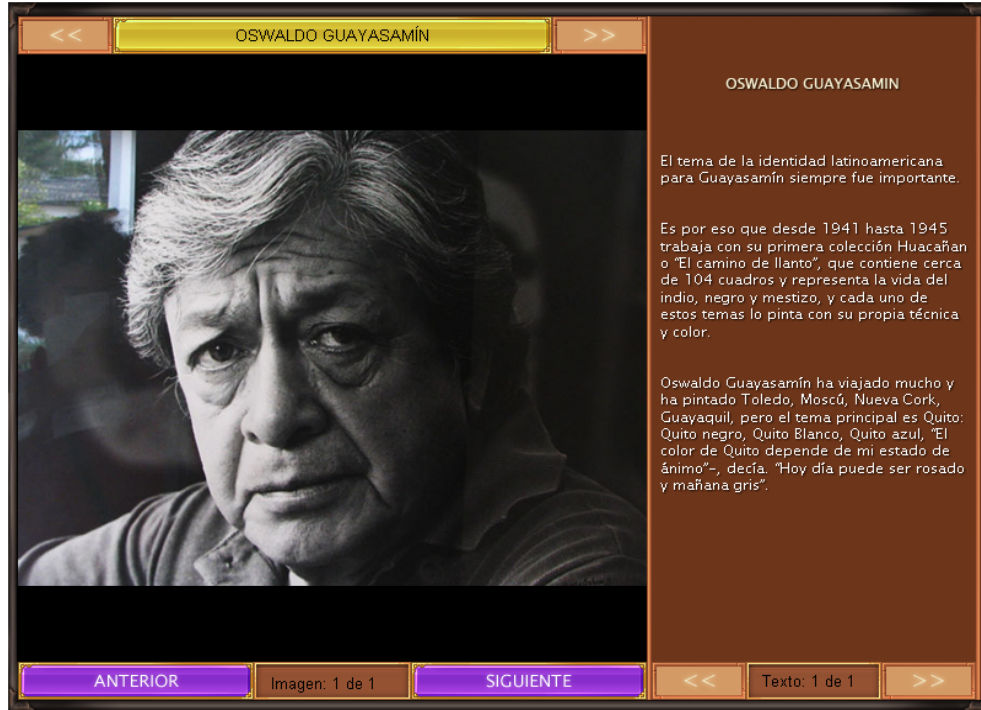 << OSWALDO GUAYASAMÍN >>
OSWALDO GUAYASAMIN
El tema de la identidad latinoamericana
para Guayasamín siempre fue importante.
Es por eso que desde 1941 hasta 1945
trabaja con su primera colección Huacañan
o “El camino de llanto”, que contiene cerca
de 104 cuadros y representa la vida del
indio, negro y mestizo, y cada uno de
estos temas lo pinta con su propia técnica
y color.
Oswaldo Guayasamín ha viajado mucho y
ha pintado Toledo, Moscú, Nueva Cork,
Guayaquil, pero el tema principal es Quito:
Quito negro, Quito Blanco, Quito azul, “El
color de Quito depende de mi estado de
ánimo”-, decía. “Hoy día puede ser rosado
y mañana gris”.
ANTERIOR Imagen: 1 de 1 SIGUIENTE
<< Texto: 1 de 1 >>